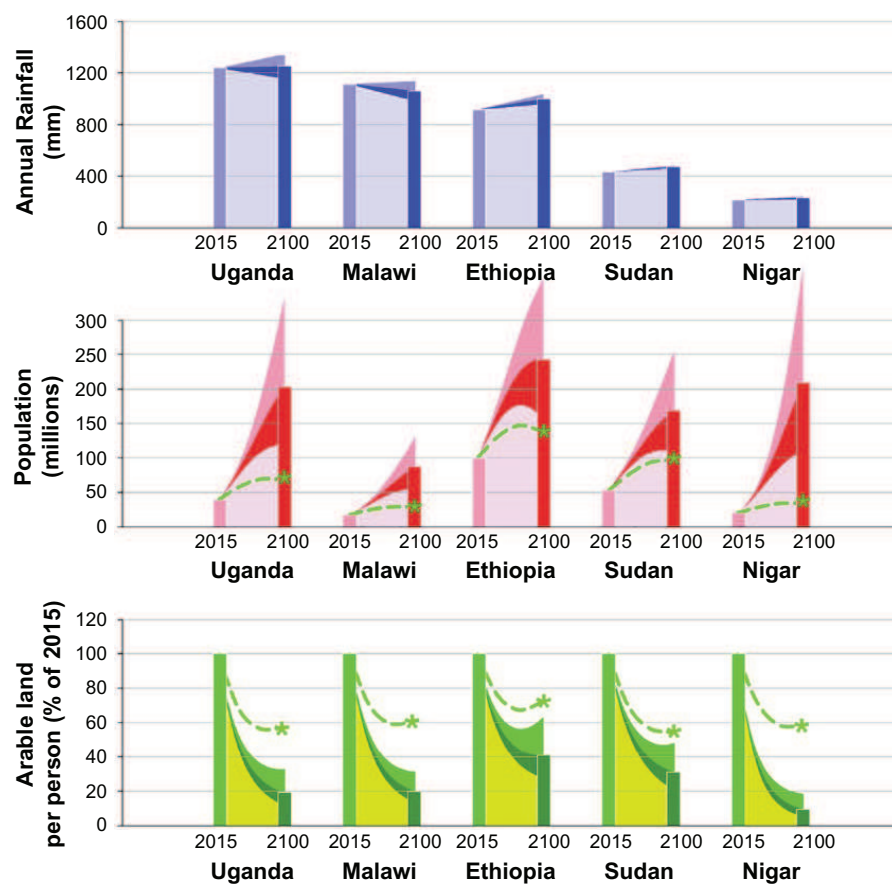 Annual Rainfall
(mm)
1600
1200
800
400
0
2015 2100 2015 2100 2015 2100 2015 2100 2015 2100
Uganda Malawi Ethiopia Sudan Nigar
Population
(millions)
300
250
200
150
100
50
0
2015 2100 2015 2100 2015 2100 2015 2100 2015 2100
Uganda Malawi Ethiopia Sudan Nigar
Arable land
per person (% of 2015)
120
100
80
60
40
20
0
2015 2100 2015 2100 2015 2100 2015 2100 2015 2100
Uganda Malawi Ethiopia Sudan Nigar